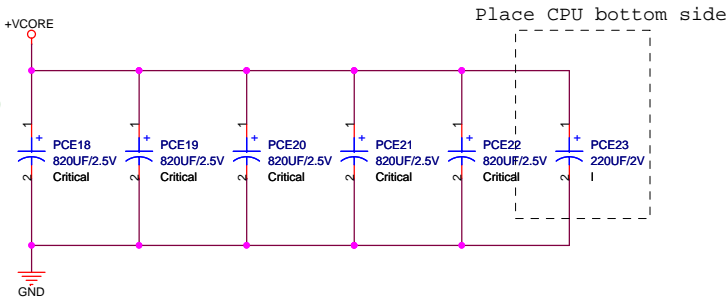 Place CPU bottom side
+VCORE
1 + PCE18
820UF/2.5V
2 Critical
1 + PCE19
820UF/2.5V
2 Critical
1 + PCE20
820UF/2.5V
2 Critical
1 + PCE21
820UF/2.5V
2 Critical
1 + PCE22
820UF/2.5V
2 Critical
1 + PCE23
220UF/2V
2 I
GND